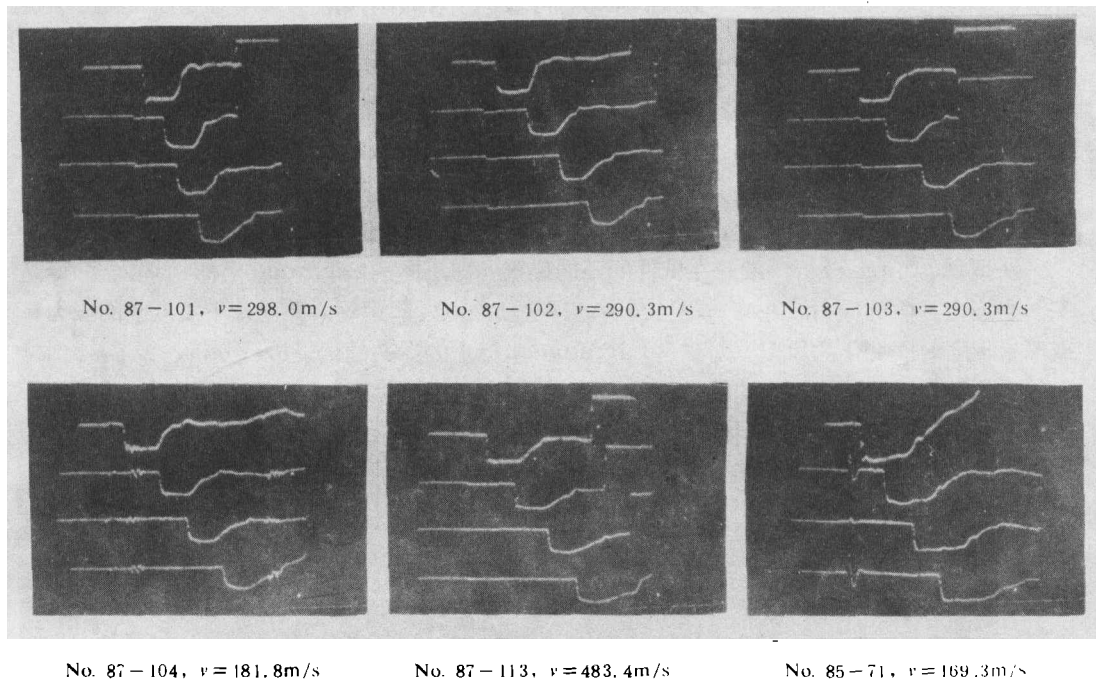 No. 87-101, v=298.0m/s
No. 87-102, v=290.3m/s
No. 87-103, v=290.3m/s
No. 87-104, v=181.8m/s
No. 87-113, v=483.4m/s
No. 85-71, v=169.3m/s